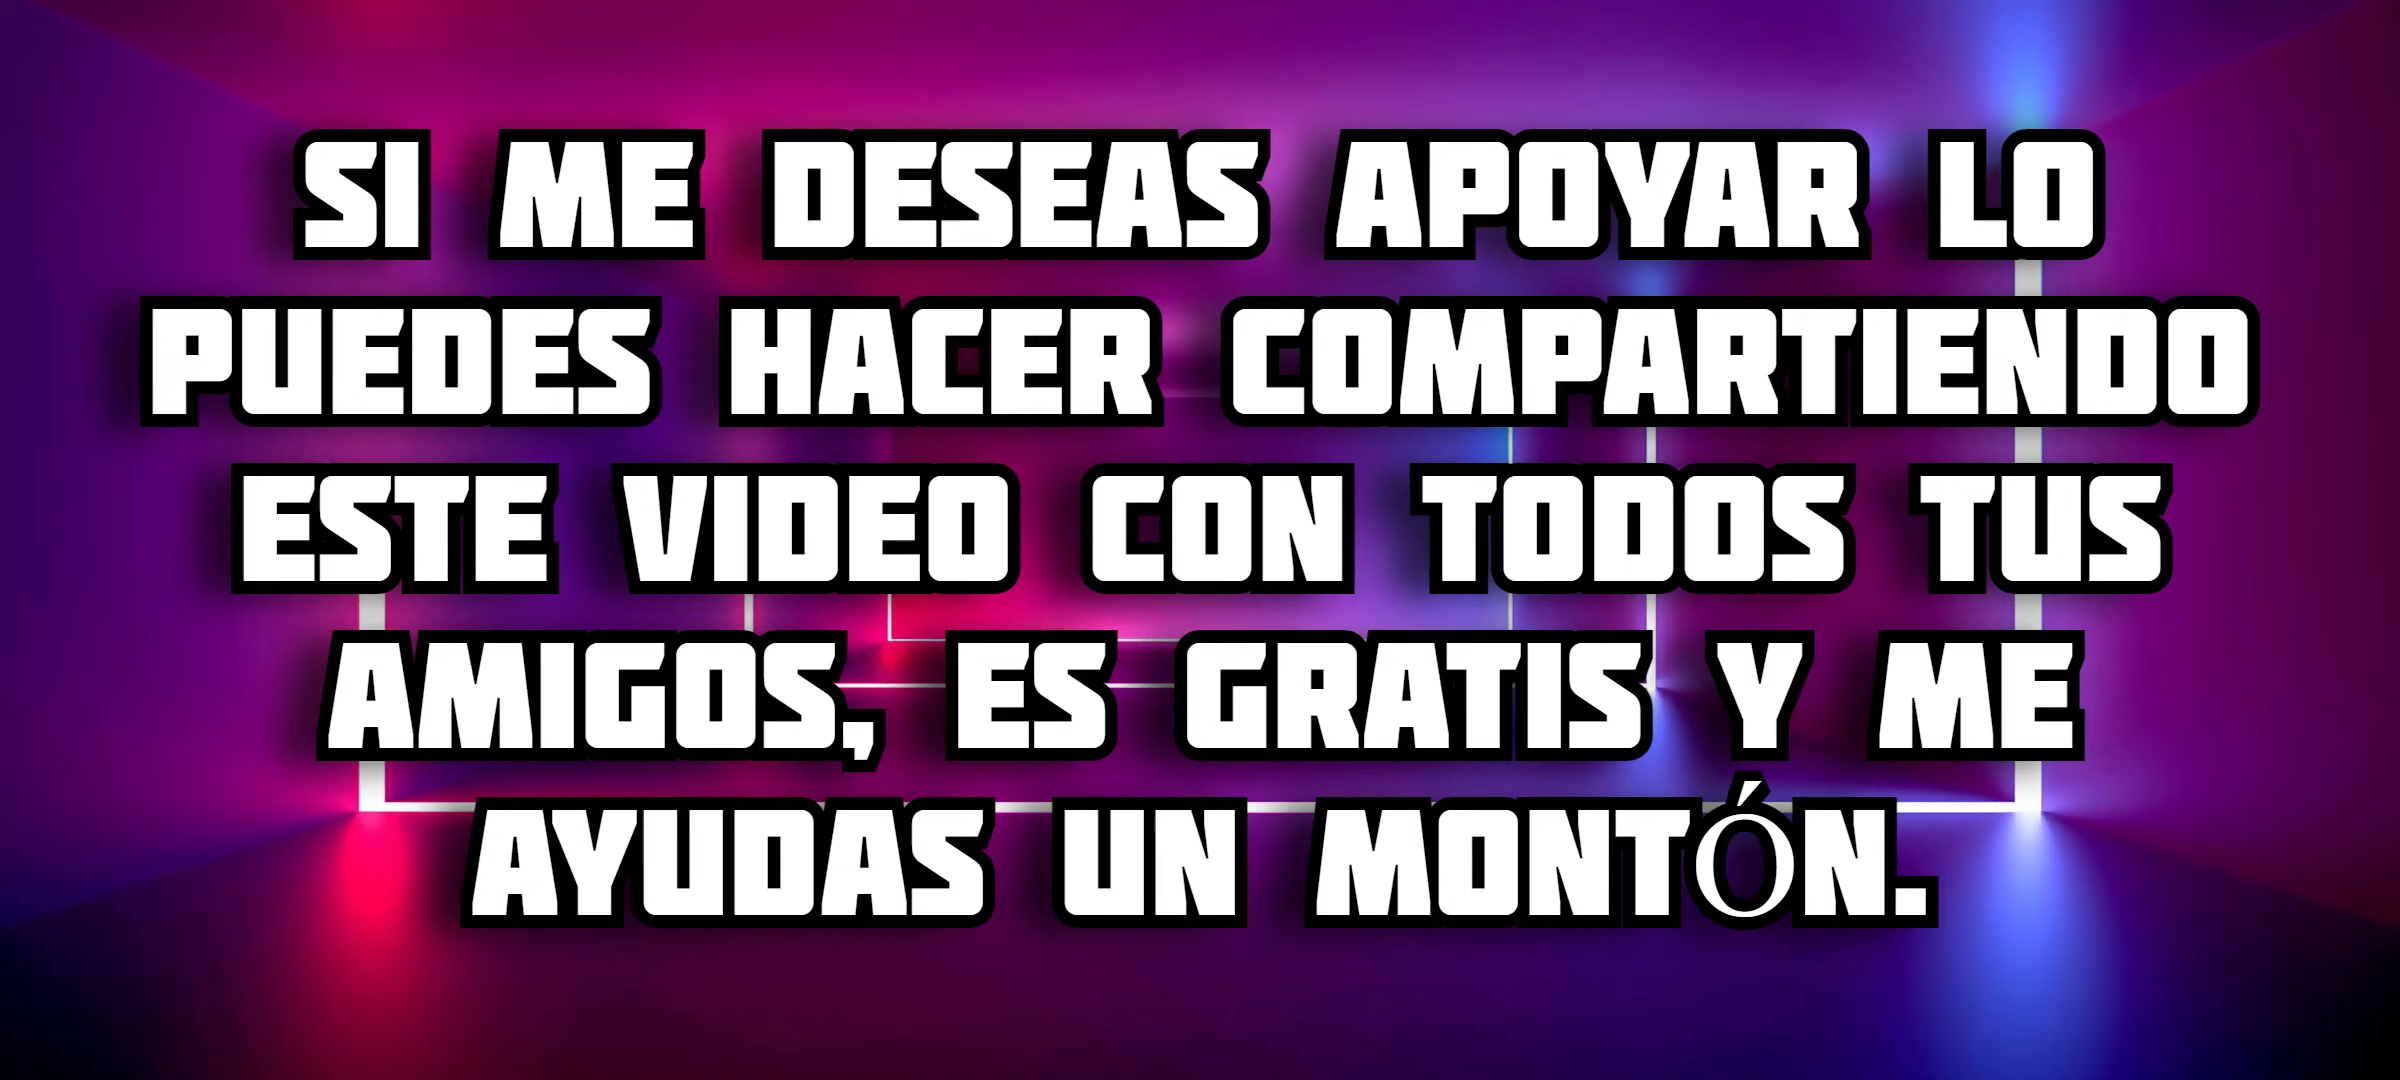 SI ME DESEAS APOYAR LO
PUEDES HACER COMPARTIENDO
ESTE VIDEO CON TODOS TUS
AMIGOS, ES GRATIS Y ME
AYUDAS UN MONTÓN.